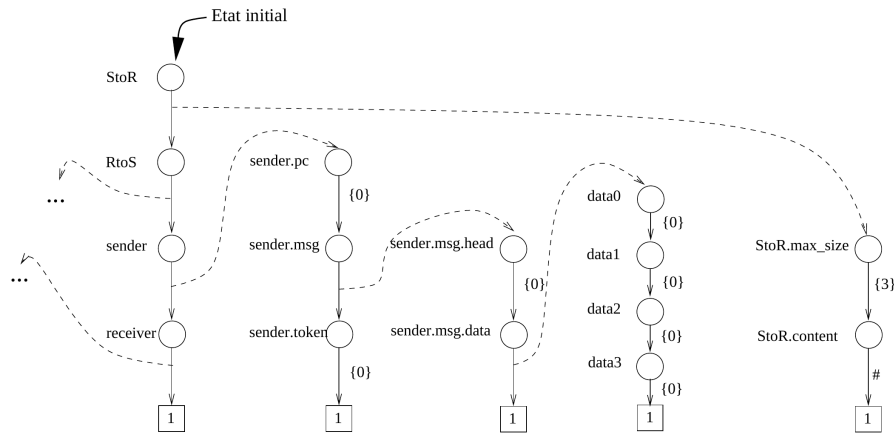 Etat initial
StoR
RtoS
sender
receiver
1
...
...
sender.pc
{0}
sender.msg
sender.token
{0}
1
sender.msg.head
{0}
sender.msg.data
1
data0
{0}
data1
{0}
data2
{0}
data3
{0}
1
StoR.max_size
{3}
StoR.content
#
1